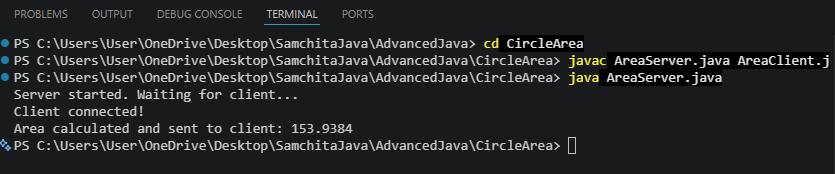 PROBLEMS OUTPUT DEBUG CONSOLE TERMINAL PORTS
PS C:\Users\User\OneDrive\Desktop\SamchitaJava\AdvancedJava> cd CircleArea
PS C:\Users\User\OneDrive\Desktop\SamchitaJava\AdvancedJava\CircleArea> javac AreaServer.java AreaClient.j
PS C:\Users\User\OneDrive\Desktop\SamchitaJava\AdvancedJava\CircleArea> java AreaServer.java
Server started. Waiting for client...
Client connected!
Area calculated and sent to client: 153.9384
PS C:\Users\User\OneDrive\Desktop\SamchitaJava\AdvancedJava\CircleArea>